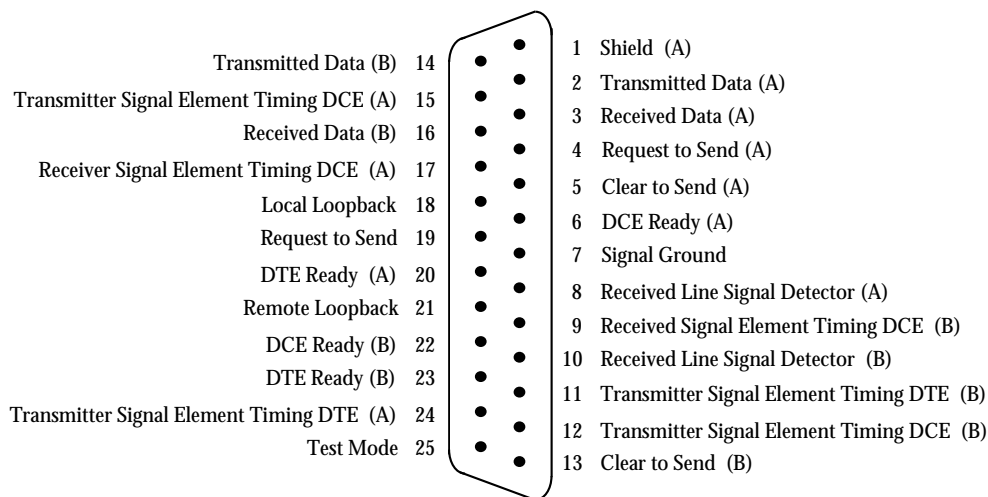 Transmitted Data (B) 14
Transmitter Signal Element Timing DCE (A) 15
Received Data (B) 16
Receiver Signal Element Timing DCE (A) 17
Local Loopback 18
Request to Send 19
DTE Ready (A) 20
Remote Loopback 21
DCE Ready (B) 22
DTE Ready (B) 23
Transmitter Signal Element Timing DTE (A) 24
Test Mode 25
1 Shield (A)
2 Transmitted Data (A)
3 Received Data (A)
4 Request to Send (A)
5 Clear to Send (A)
6 DCE Ready (A)
7 Signal Ground
8 Received Line Signal Detector (A)
9 Received Signal Element Timing DCE (B)
10 Received Line Signal Detector (B)
11 Transmitter Signal Element Timing DTE (B)
12 Transmitter Signal Element Timing DCE (B)
13 Clear to Send (B)